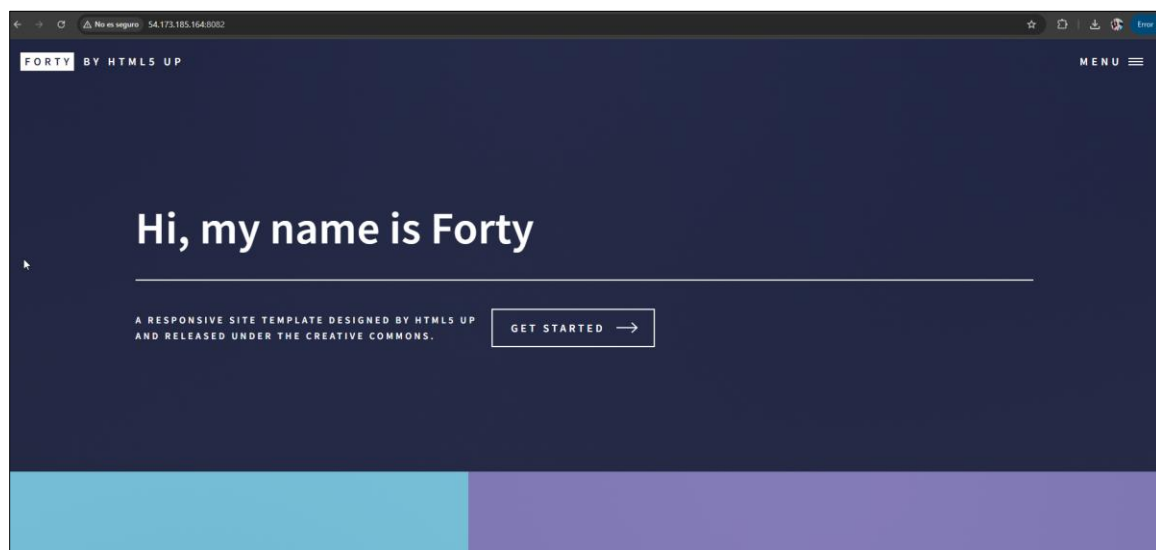 No es seguro 54.173.185.164:8082
Error
FORTY BY HTML5 UP
MENU
Hi, my name is Forty
A RESPONSIVE SITE TEMPLATE DESIGNED BY HTML5 UP
AND RELEASED UNDER THE CREATIVE COMMONS.
GET STARTED